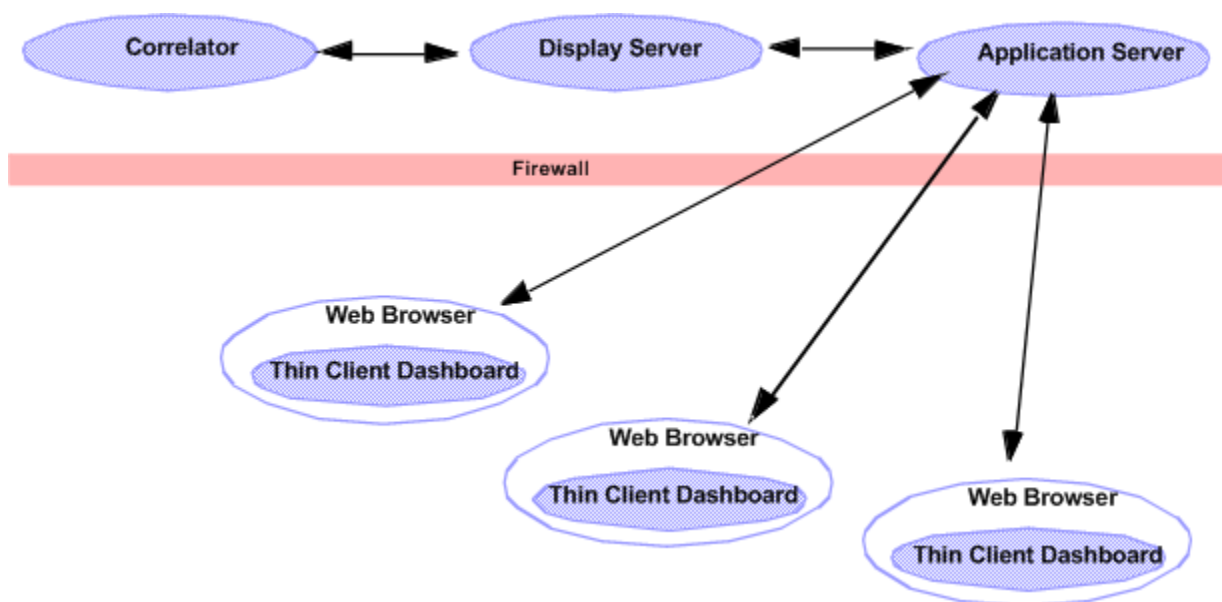 Correlator
Display Server
Application Server
Firewall
Web Browser
Thin Client Dashboard
Web Browser
Thin Client Dashboard
Web Browser
Thin Client Dashboard